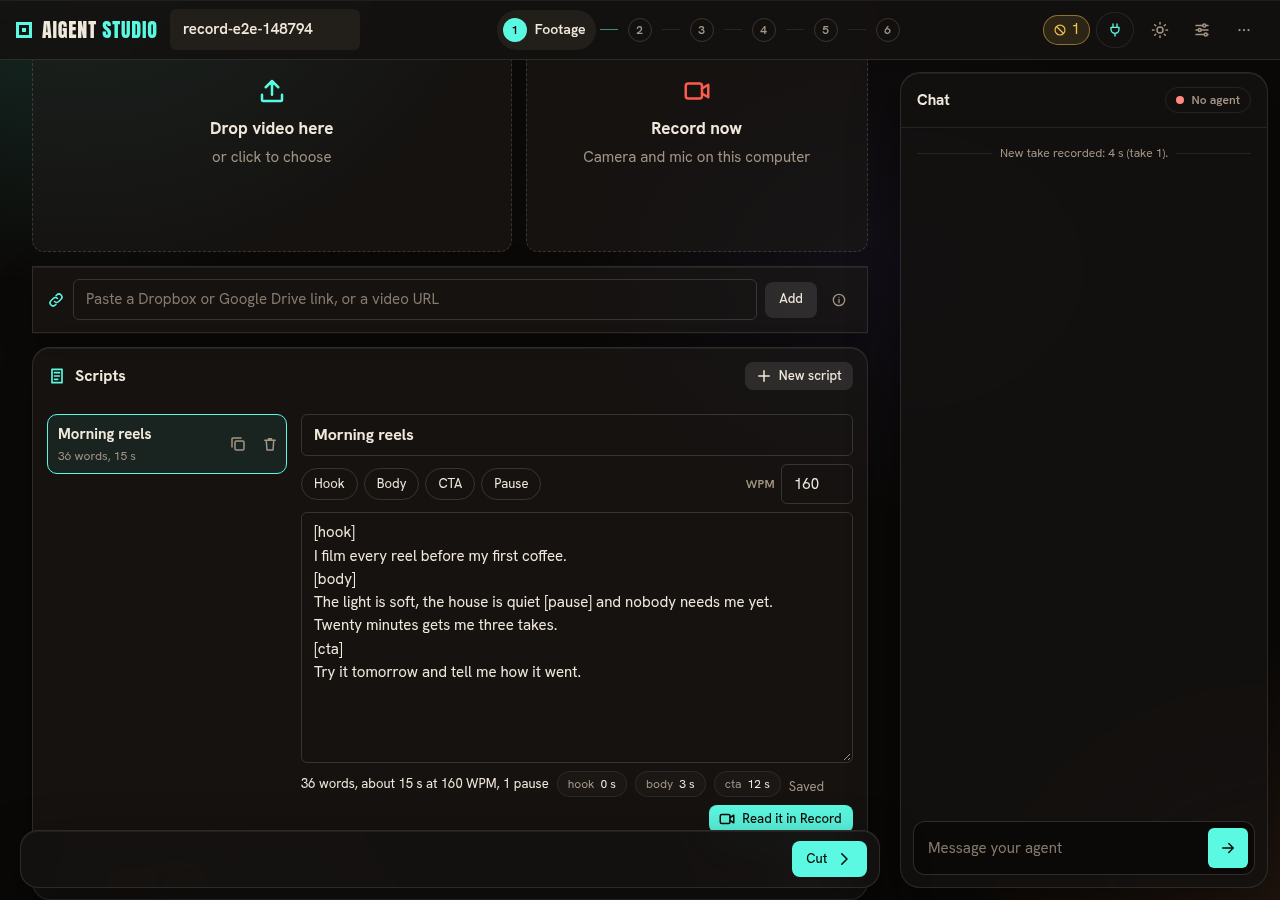 AIGENT STUDIO
record-e2e-148794
1 Footage 2 3 4 5 6
1
Drop video here
or click to choose
Record now
Camera and mic on this computer
Paste a Dropbox or Google Drive link, or a video URL
Add
Scripts
New script
Morning reels
36 words, 15 s
Morning reels
Hook Body CTA Pause
WPM 160
[hook]
I film every reel before my first coffee.
[body]
The light is soft, the house is quiet [pause] and nobody needs me yet.
Twenty minutes gets me three takes.
[cta]
Try it tomorrow and tell me how it went.
36 words, about 15 s at 160 WPM, 1 pause hook 0 s body 3 s cta 12 s Saved
Read it in Record
Cut
Chat
No agent
New take recorded: 4 s (take 1).
Message your agent